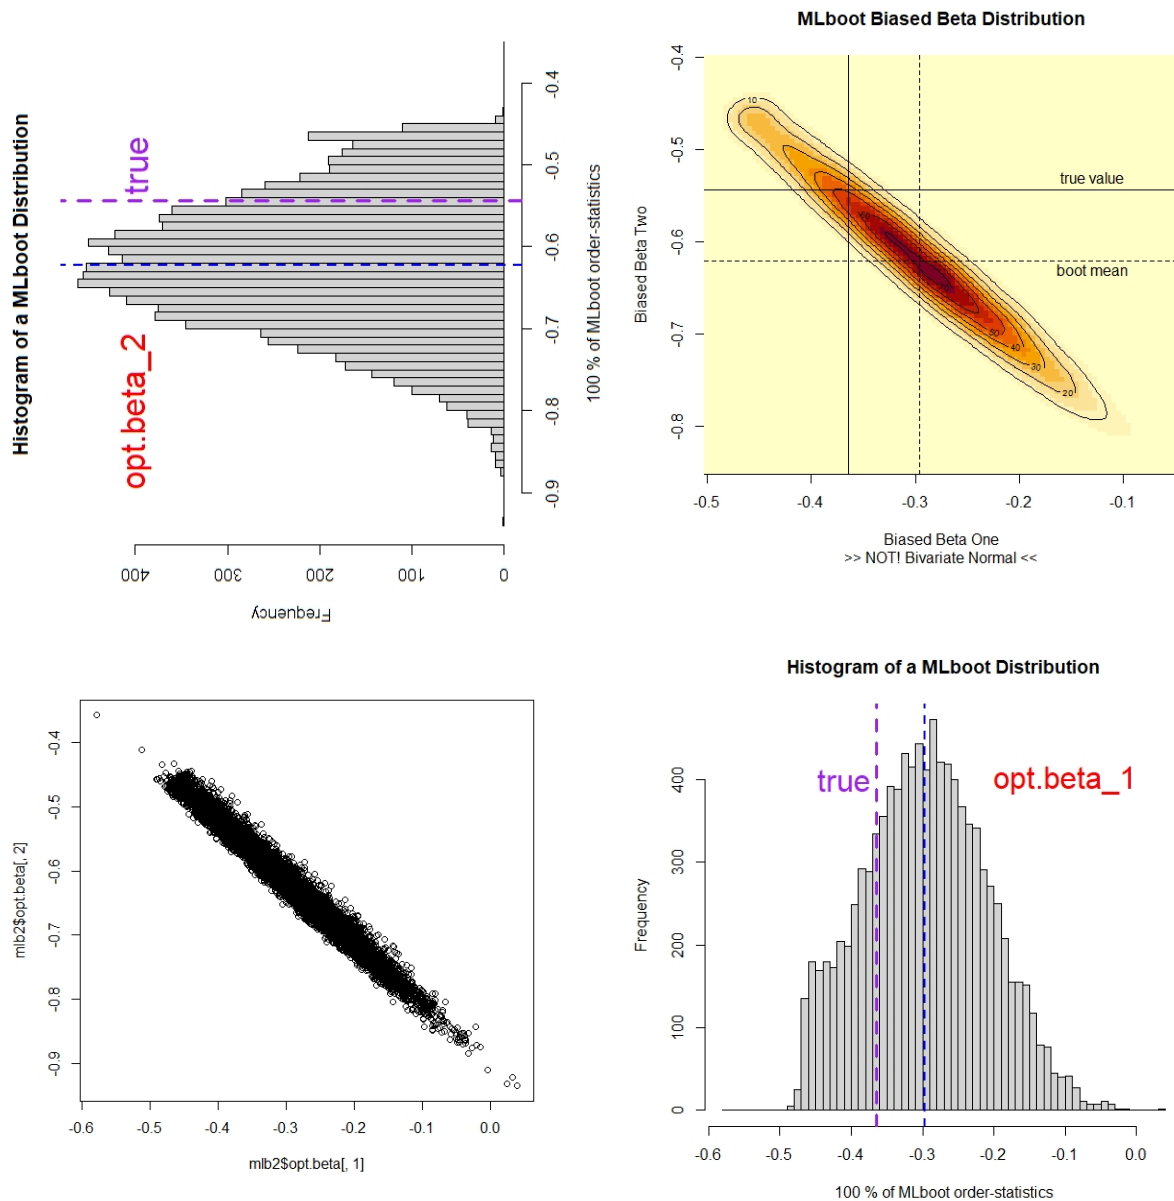 Histogram of a MLboot Distribution
true
opt.beta_2
-0.4
-0.5
-0.6
-0.7
-0.8
-0.9
100 % of MLboot order-statistics
400
300
200
100
0
Frequency
MLboot Biased Beta Distribution
-0.4
-0.5
-0.6
-0.7
-0.8
Biased Beta Two
10
true value
boot mean
60
50
40
30
20
-0.5
-0.4
-0.3
-0.2
-0.1
Biased Beta One
>> NOT! Bivariate Normal <<
-0.4
-0.5
-0.6
-0.7
-0.8
-0.9
mlb2$opt.beta[, 2]
-0.6
-0.5
-0.4
-0.3
-0.2
-0.1
0.0
mlb2$opt.beta[, 1]
Histogram of a MLboot Distribution
true
opt.beta_1
400
300
200
100
0
Frequency
-0.6
-0.5
-0.4
-0.3
-0.2
-0.1
0.0
100 % of MLboot order-statistics